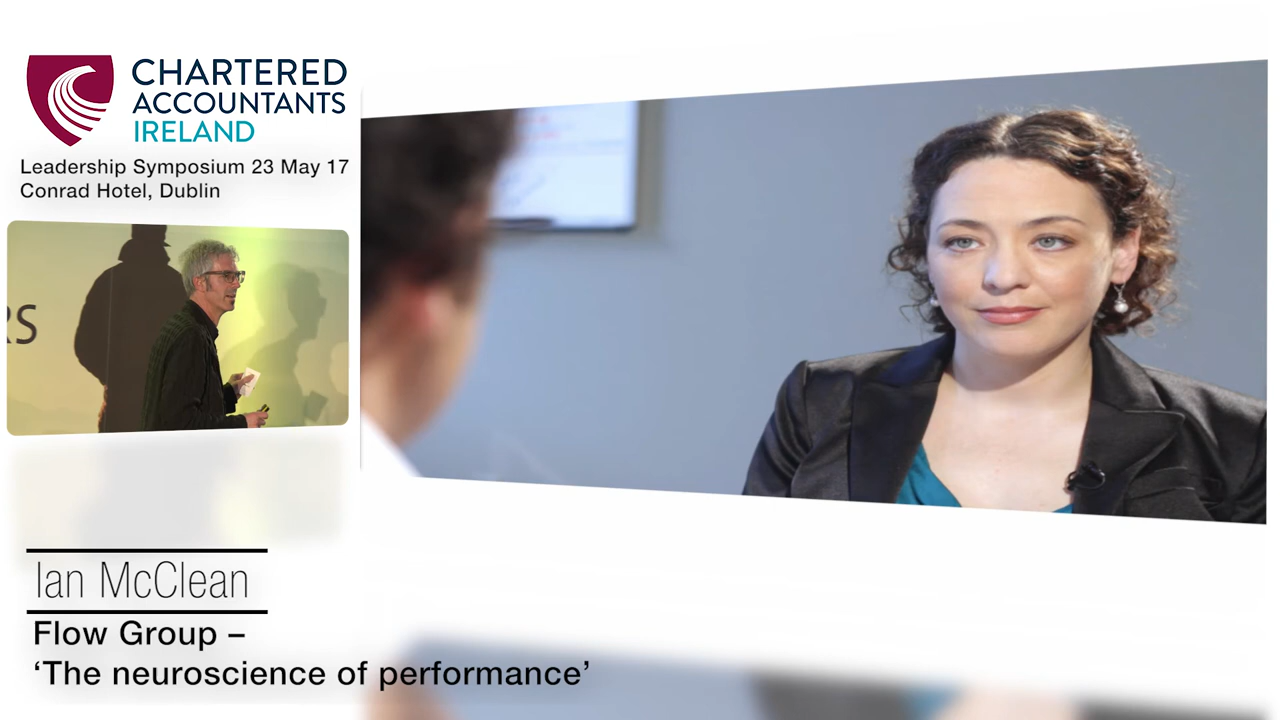 CHARTERED
ACCOUNTANTS
IRELAND
Leadership Symposium 23 May 17
Conrad Hotel, Dublin
RS
Ian McClean
Flow Group –
‘The neuroscience of performance’